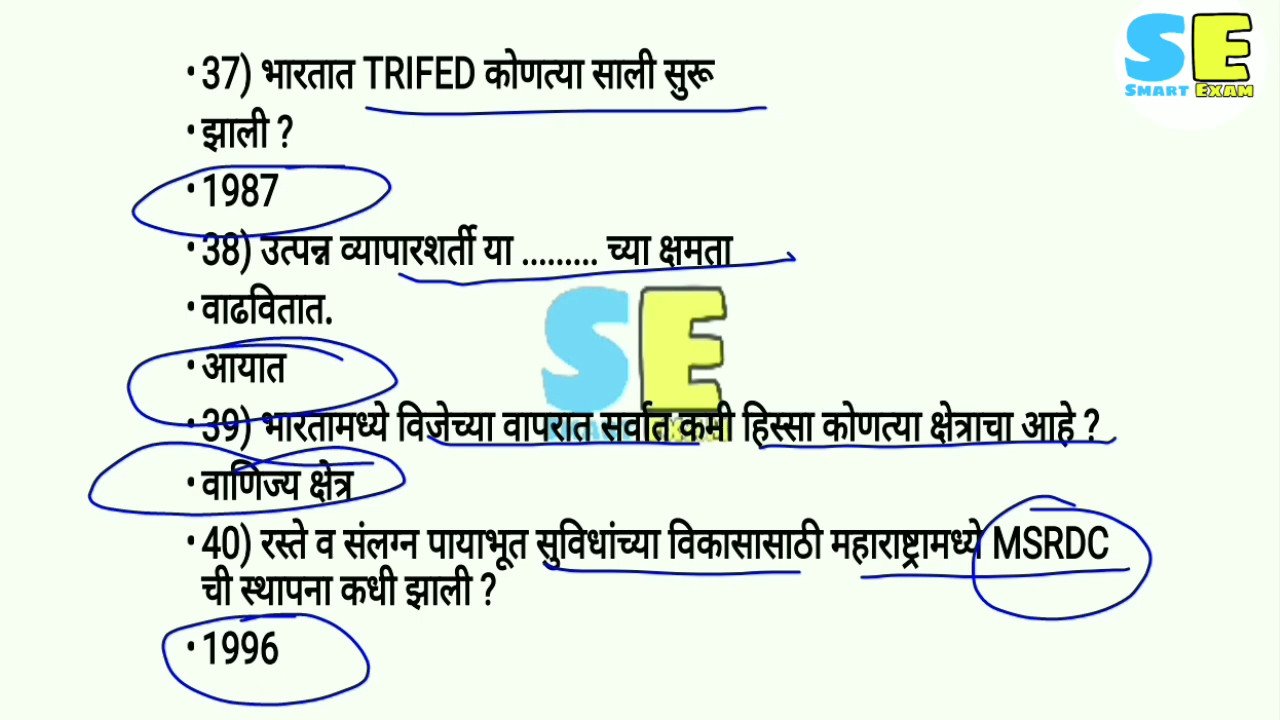 SE
SMART EXAM
• 37) भारतात TRIFED कोणत्या साली सुरू
• झाली ?
• 1987
• 38) उत्पन्न व्यापारशर्ती या ......... च्या क्षमता
• वाढवितात.
SE
• आयात
• 39) भारतामध्ये विजेच्या वापरात सर्वात कमी हिस्सा कोणत्या क्षेत्राचा आहे ?
• वाणिज्य क्षेत्र
• 40) रस्ते व संलग्न पायाभूत सुविधांच्या विकासासाठी महाराष्ट्रामध्ये MSRDC
ची स्थापना कधी झाली ?
• 1996